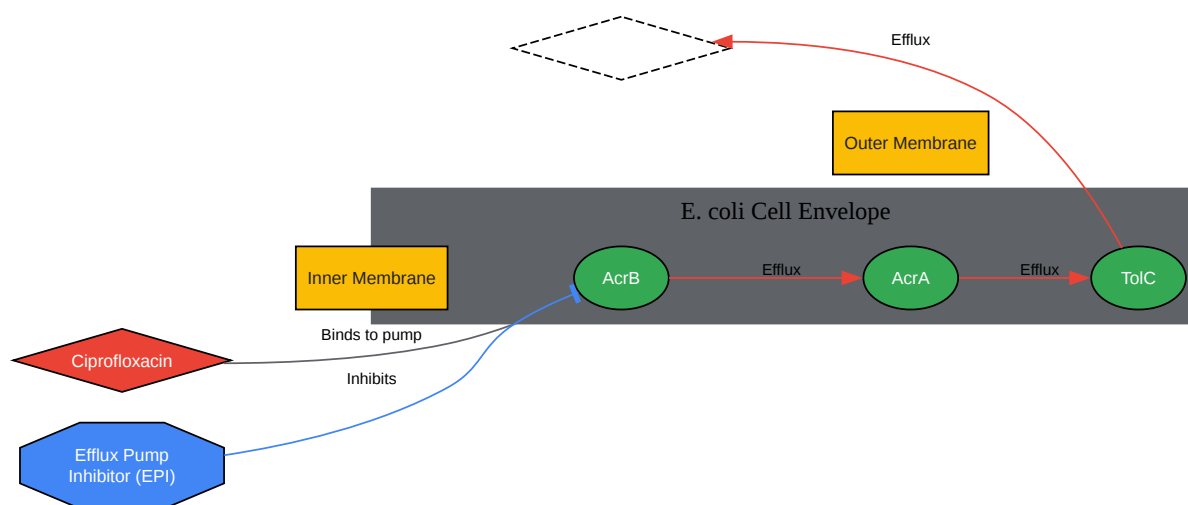 Efflux
Outer Membrane
E. coli Cell Envelope
Inner Membrane
AcrB
Efflux
AcrA
Efflux
TolC
Binds to pump
Ciprofloxacin
Inhibits
Efflux Pump
Inhibitor (EPI)